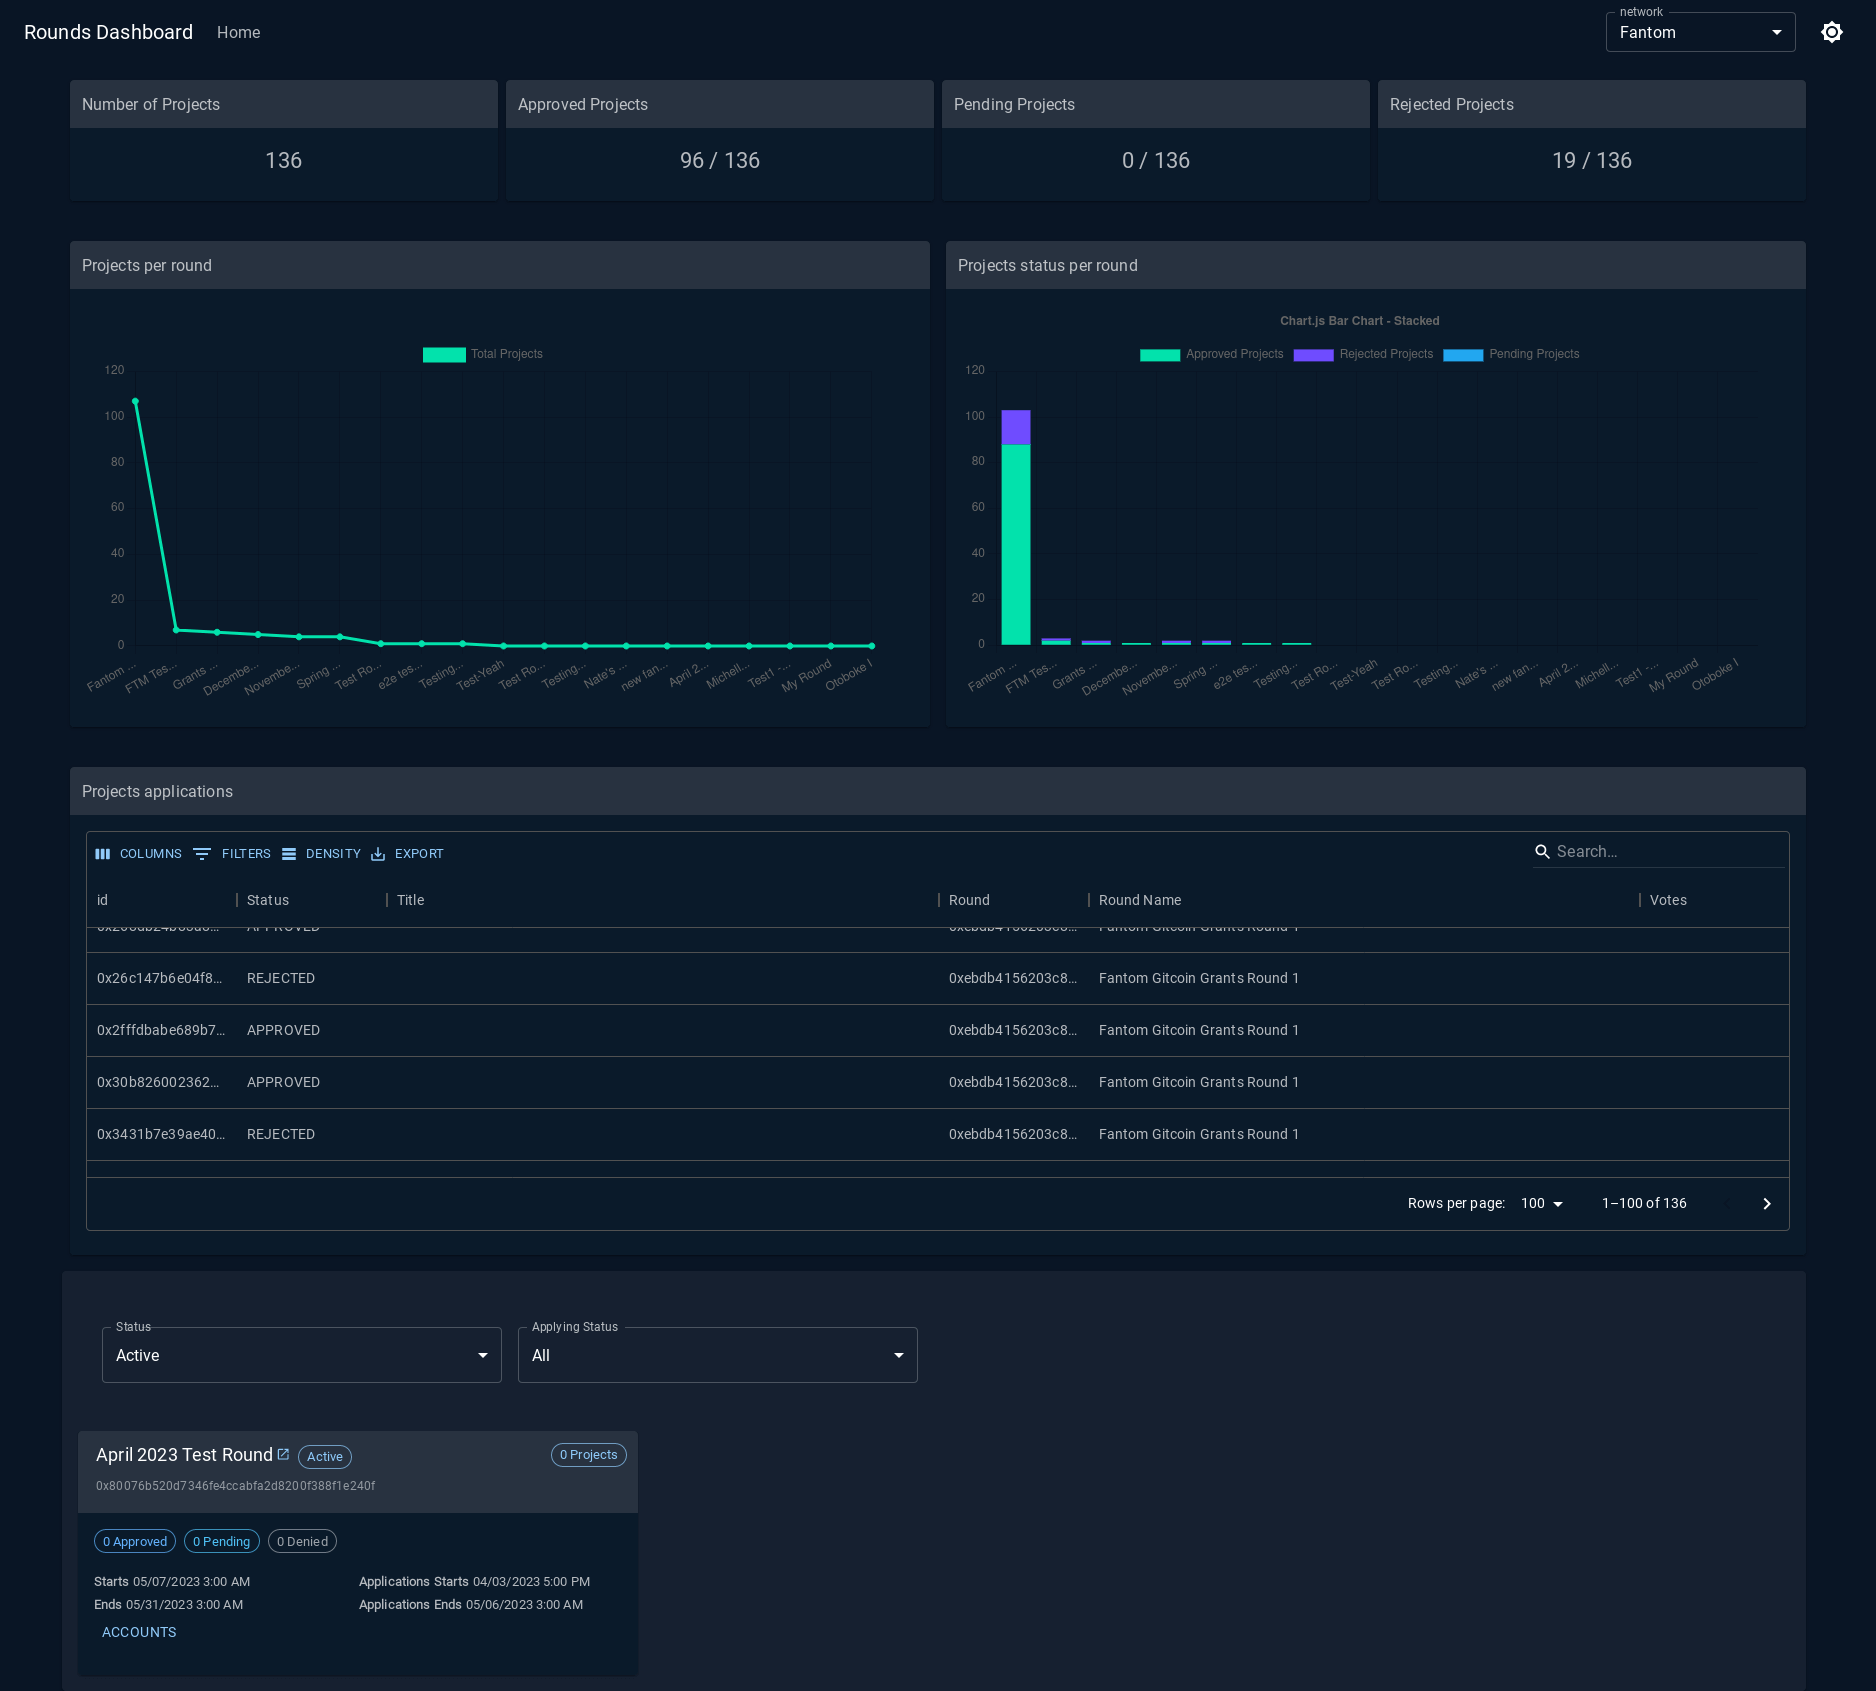 Rounds Dashboard Home network Fantom
Number of Projects
136
Approved Projects
96 / 136
Pending Projects
0 / 136
Rejected Projects
19 / 136
Projects per round
Total Projects
120
100
80
60
40
20
0
Fantom ... FTM Tes... Grants ... Decembe... Novembe... Spring ... Test Ro... e2e tes... Testing... Test-Yeah Test Ro... Testing... Nate's ... new fan... April 2... Michell... Test1 -... My Round Otoboke I
Projects status per round
Chart.js Bar Chart - Stacked
Approved Projects Rejected Projects Pending Projects
120
100
80
60
40
20
0
Fantom ... FTM Tes... Grants ... Decembe... Novembe... Spring ... e2e tes... Testing... Test Ro... Test-Yeah Test Ro... Testing... Nate's ... new fan... April 2... Michell... Test1 -... My Round Otoboke I
Projects applications
COLUMNS FILTERS DENSITY EXPORT Search…
id Status Title Round Round Name Votes
APPROVED 0xebdb4156203c8… Fantom Gitcoin Grants Round 1
0x26c147b6e04f8… REJECTED 0xebdb4156203c8… Fantom Gitcoin Grants Round 1
0x2fffdbabe689b7… APPROVED 0xebdb4156203c8… Fantom Gitcoin Grants Round 1
0x30b826002362… APPROVED 0xebdb4156203c8… Fantom Gitcoin Grants Round 1
0x3431b7e39ae40… REJECTED 0xebdb4156203c8… Fantom Gitcoin Grants Round 1
Rows per page: 100 1–100 of 136
Status
Active
Applying Status
All
April 2023 Test Round Active 0 Projects
0x80076b520d7346fe4ccabfa2d8200f388f1e240f
0 Approved 0 Pending 0 Denied
Starts 05/07/2023 3:00 AM Applications Starts 04/03/2023 5:00 PM
Ends 05/31/2023 3:00 AM Applications Ends 05/06/2023 3:00 AM
ACCOUNTS